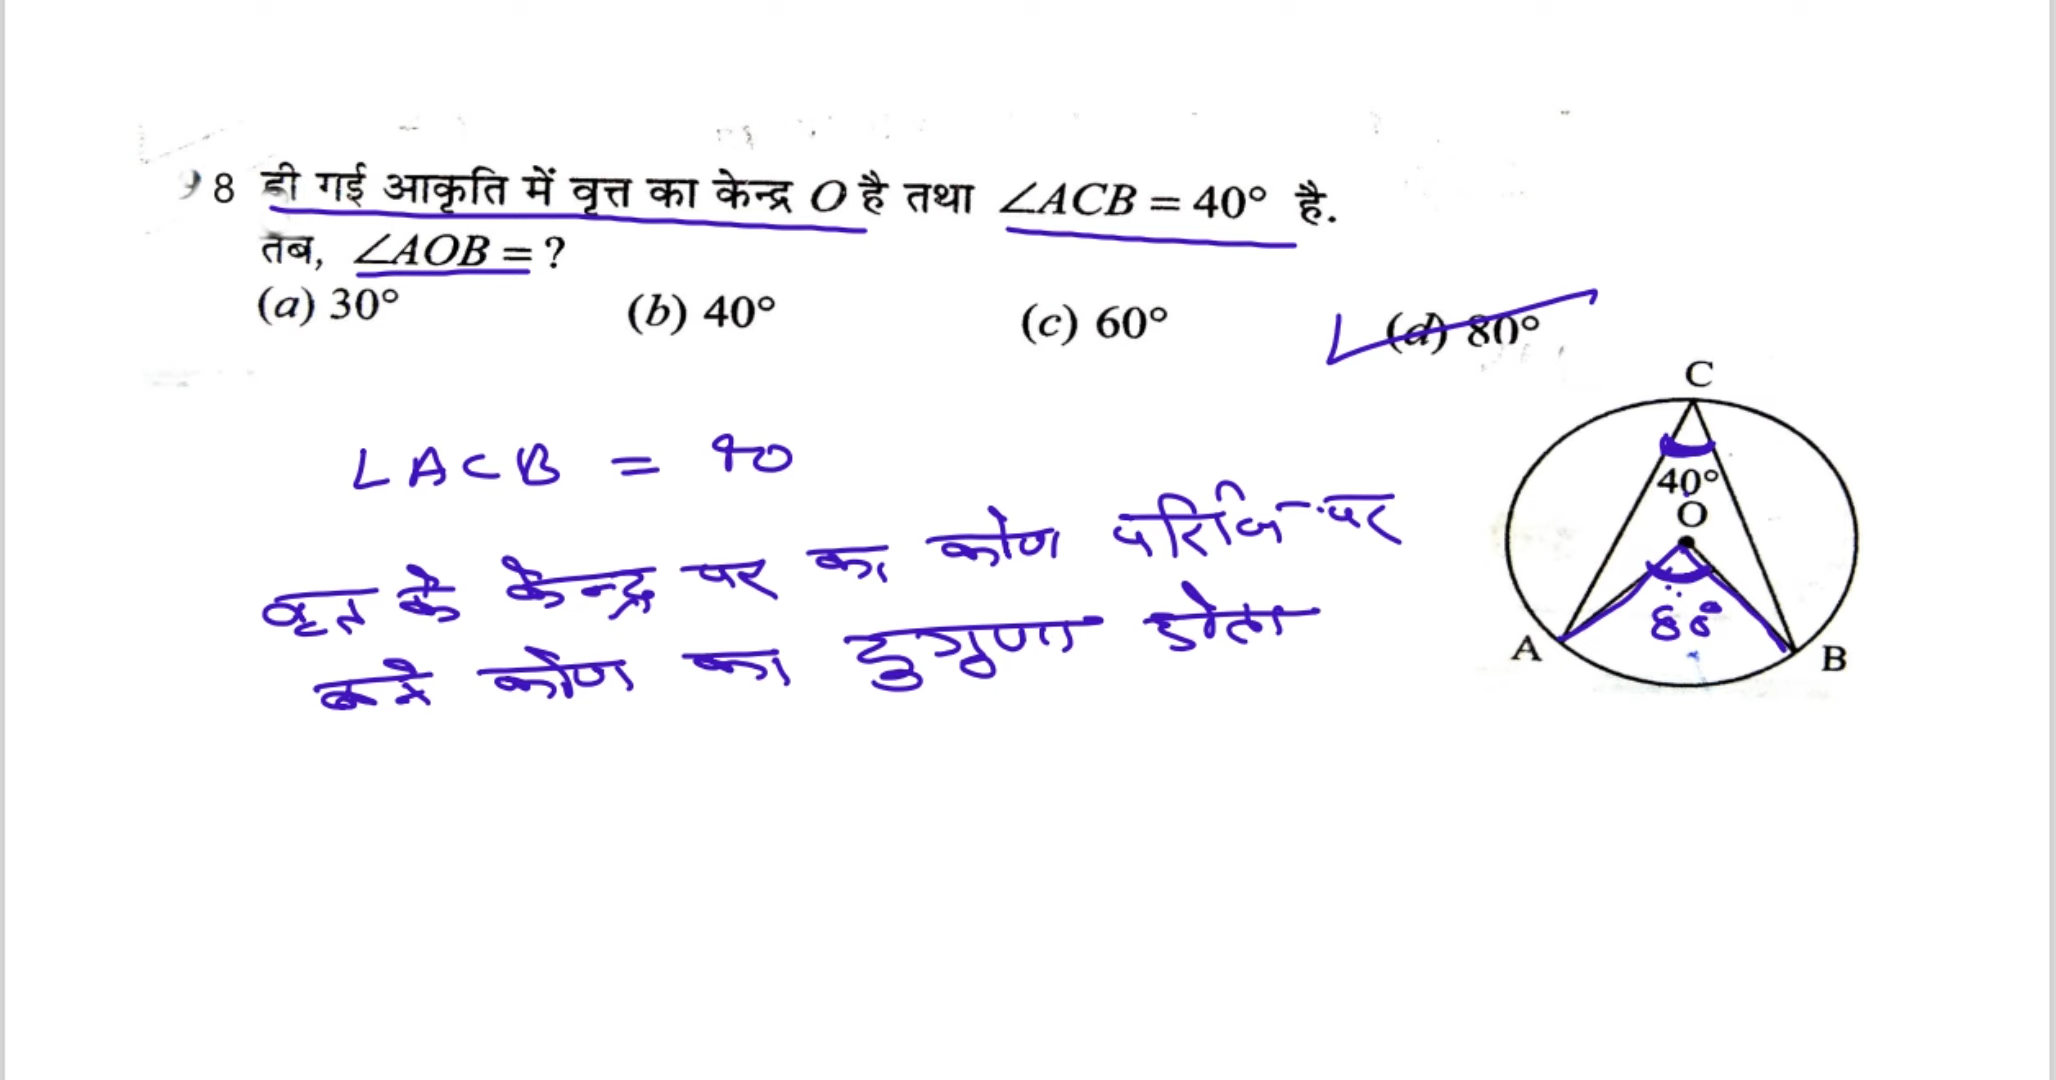 8 दी गई आकृति में वृत्त का केन्द्र O है तथा ∠ACB = 40° है.
तब, ∠AOB = ?
(a) 30° (b) 40° (c) 60° (d) 80°
C
40°
O
80°
A B
∠ACB = 40
वृत के केन्द्र पर का कोण परिधि पर
बने कोण का दुगुणा होता